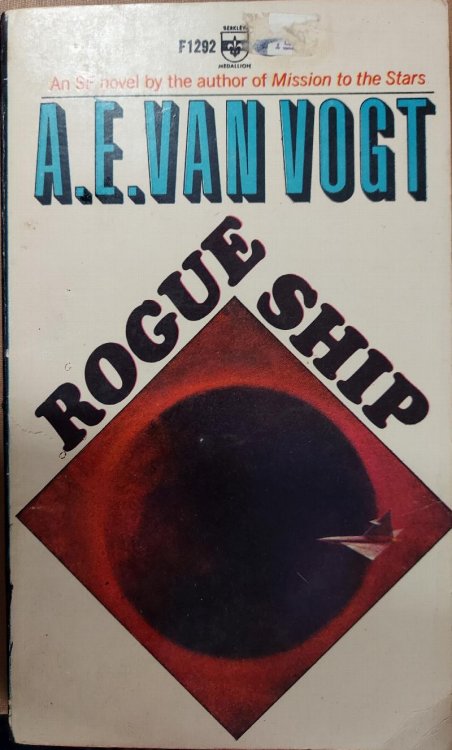 BERKLEY
F1292
MEDALLION
An SF novel by the author of Mission to the Stars
A.E. VAN VOGT
ROGUE
SHIP